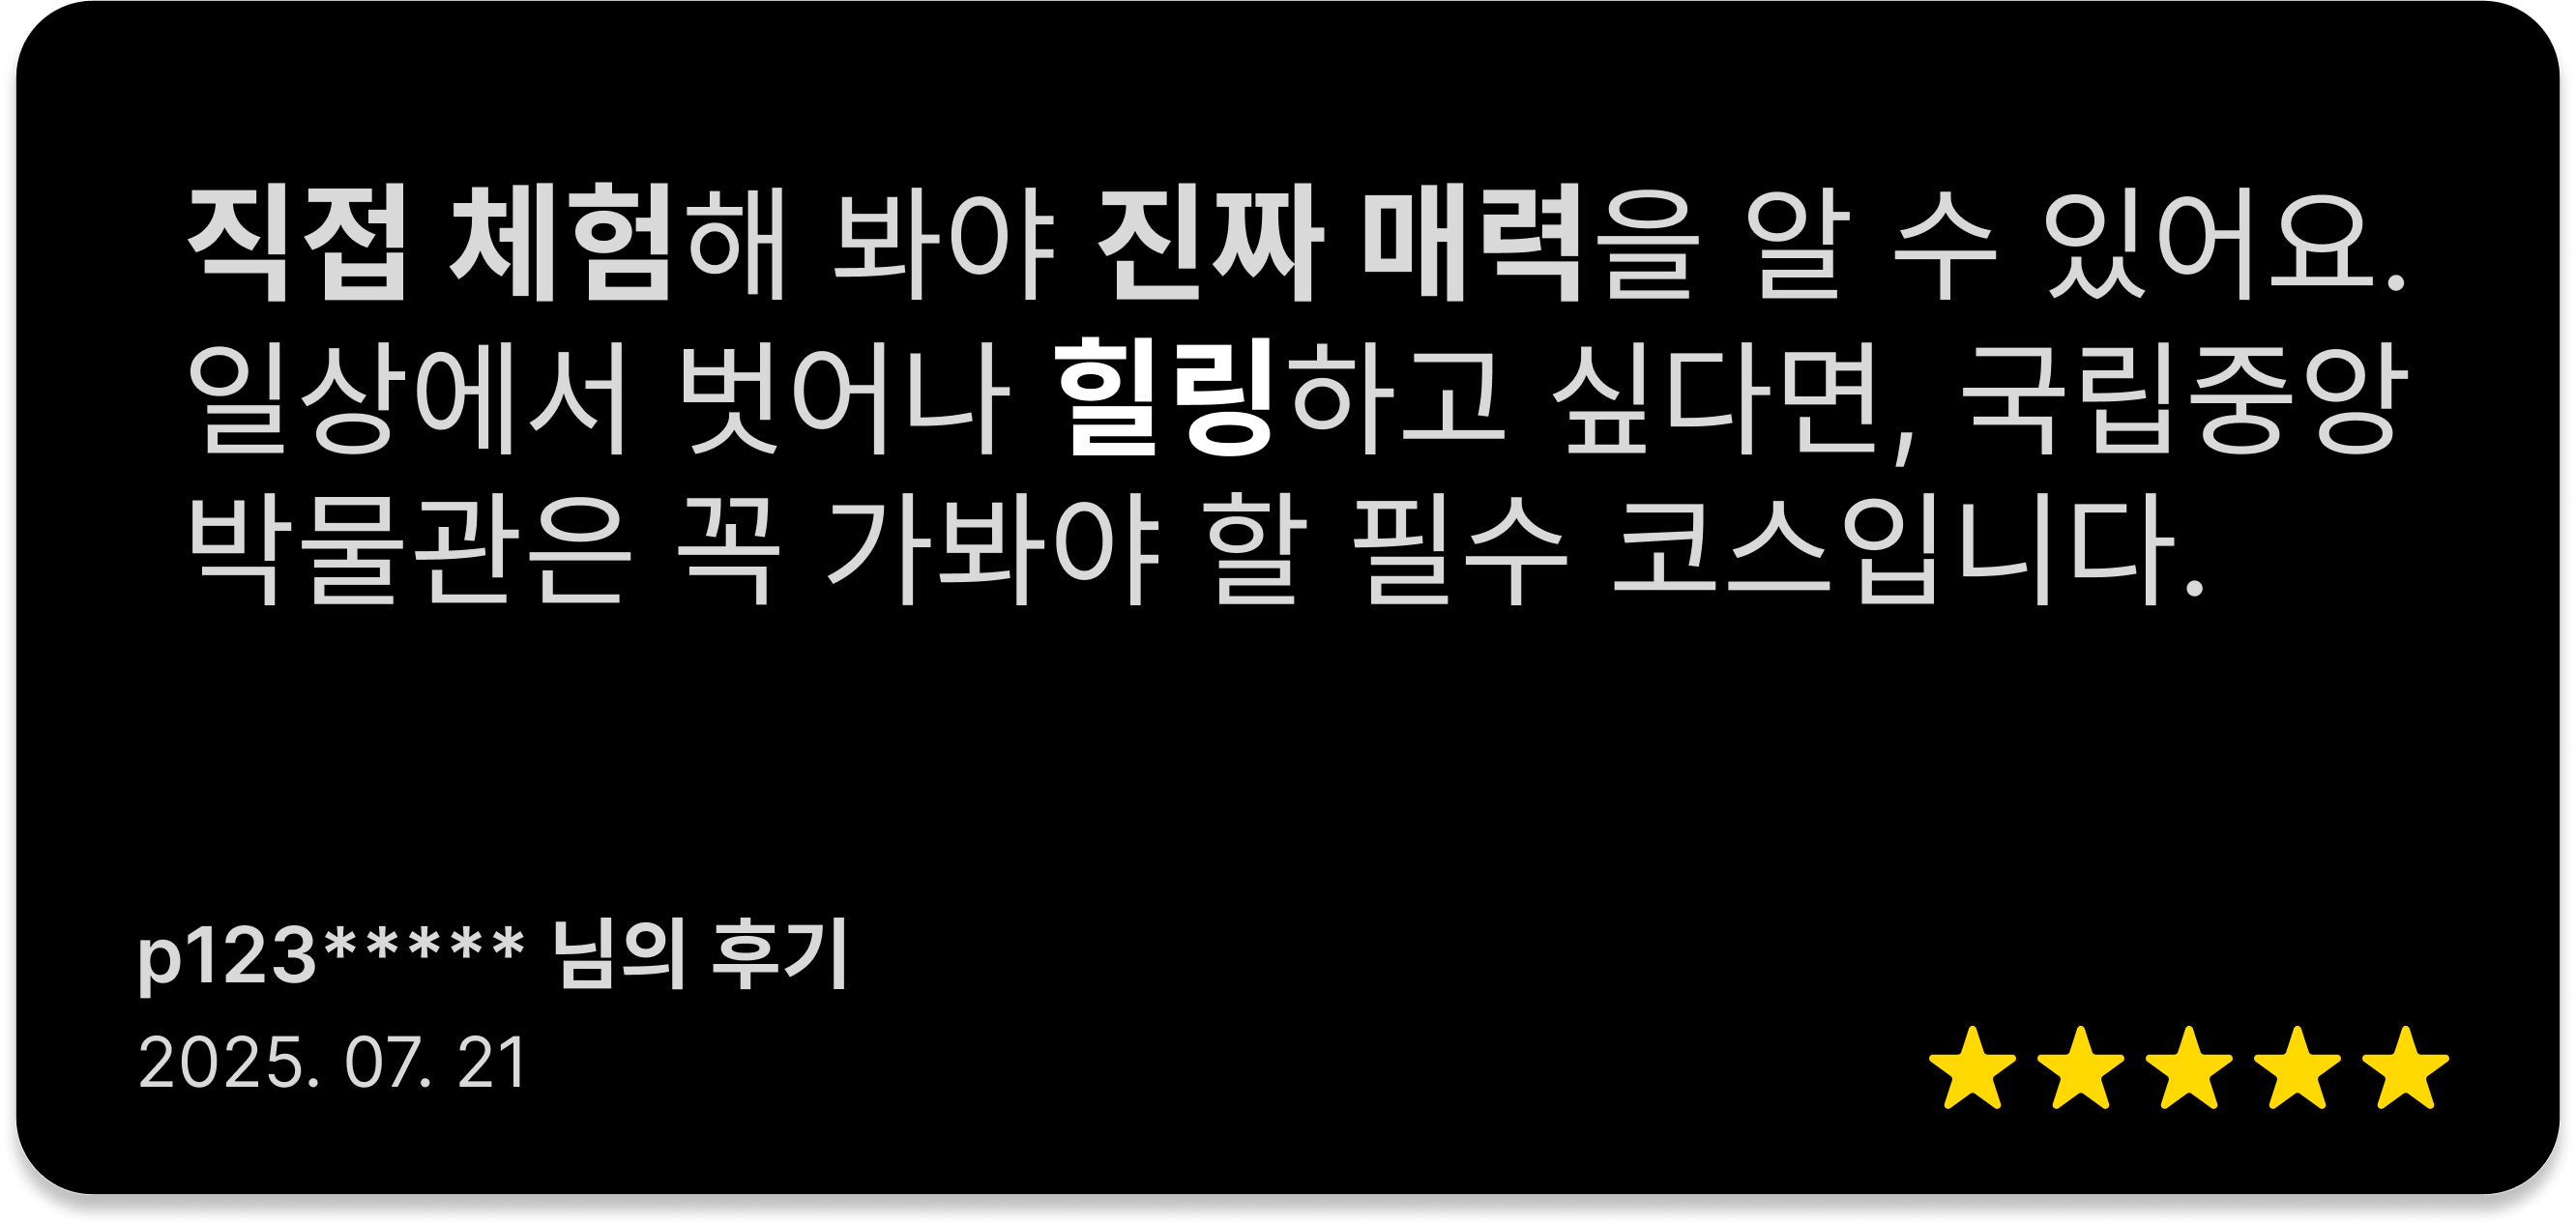 직접 체험해 봐야 진짜 매력을 알 수 있어요.
일상에서 벗어나 힐링하고 싶다면, 국립중앙
박물관은 꼭 가봐야 할 필수 코스입니다.
p123***** 님의 후기
2025. 07. 21